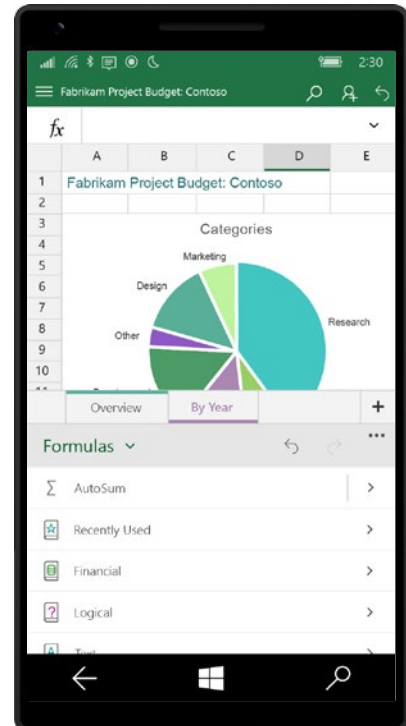 2:30
Fabrikam Project Budget: Contoso
fx
A B C D E
1 Fabrikam Project Budget: Contoso
2
3
Categories
4
Marketing
5
Design
6
7
Research
8
Other
9
10
Overview By Year +
Formulas
Σ AutoSum
Recently Used
Financial
? Logical
A Text